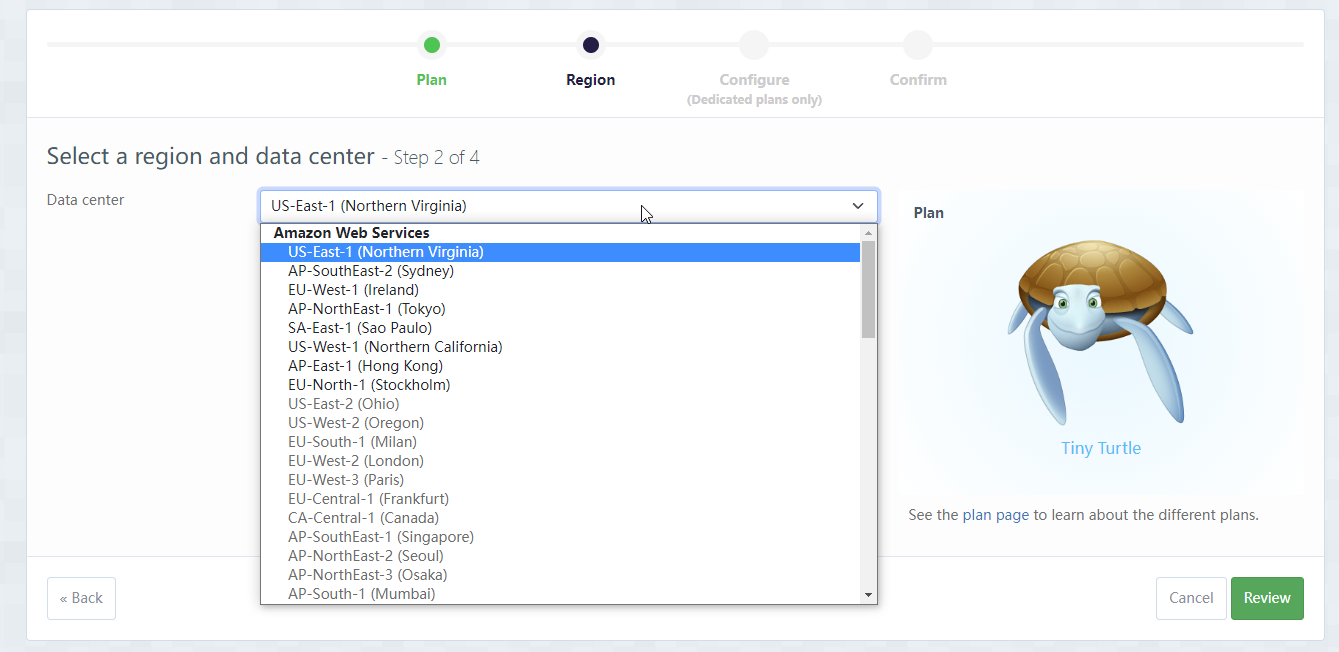 Plan
Region
Configure
(Dedicated plans only)
Confirm
Select a region and data center - Step 2 of 4
Data center
US-East-1 (Northern Virginia)
Amazon Web Services
US-East-1 (Northern Virginia)
AP-SouthEast-2 (Sydney)
EU-West-1 (Ireland)
AP-NorthEast-1 (Tokyo)
SA-East-1 (Sao Paulo)
US-West-1 (Northern California)
AP-East-1 (Hong Kong)
EU-North-1 (Stockholm)
US-East-2 (Ohio)
US-West-2 (Oregon)
EU-South-1 (Milan)
EU-West-2 (London)
EU-West-3 (Paris)
EU-Central-1 (Frankfurt)
CA-Central-1 (Canada)
AP-SouthEast-1 (Singapore)
AP-NorthEast-2 (Seoul)
AP-NorthEast-3 (Osaka)
AP-South-1 (Mumbai)
Plan
Tiny Turtle
See the plan page to learn about the different plans.
« Back
Cancel
Review